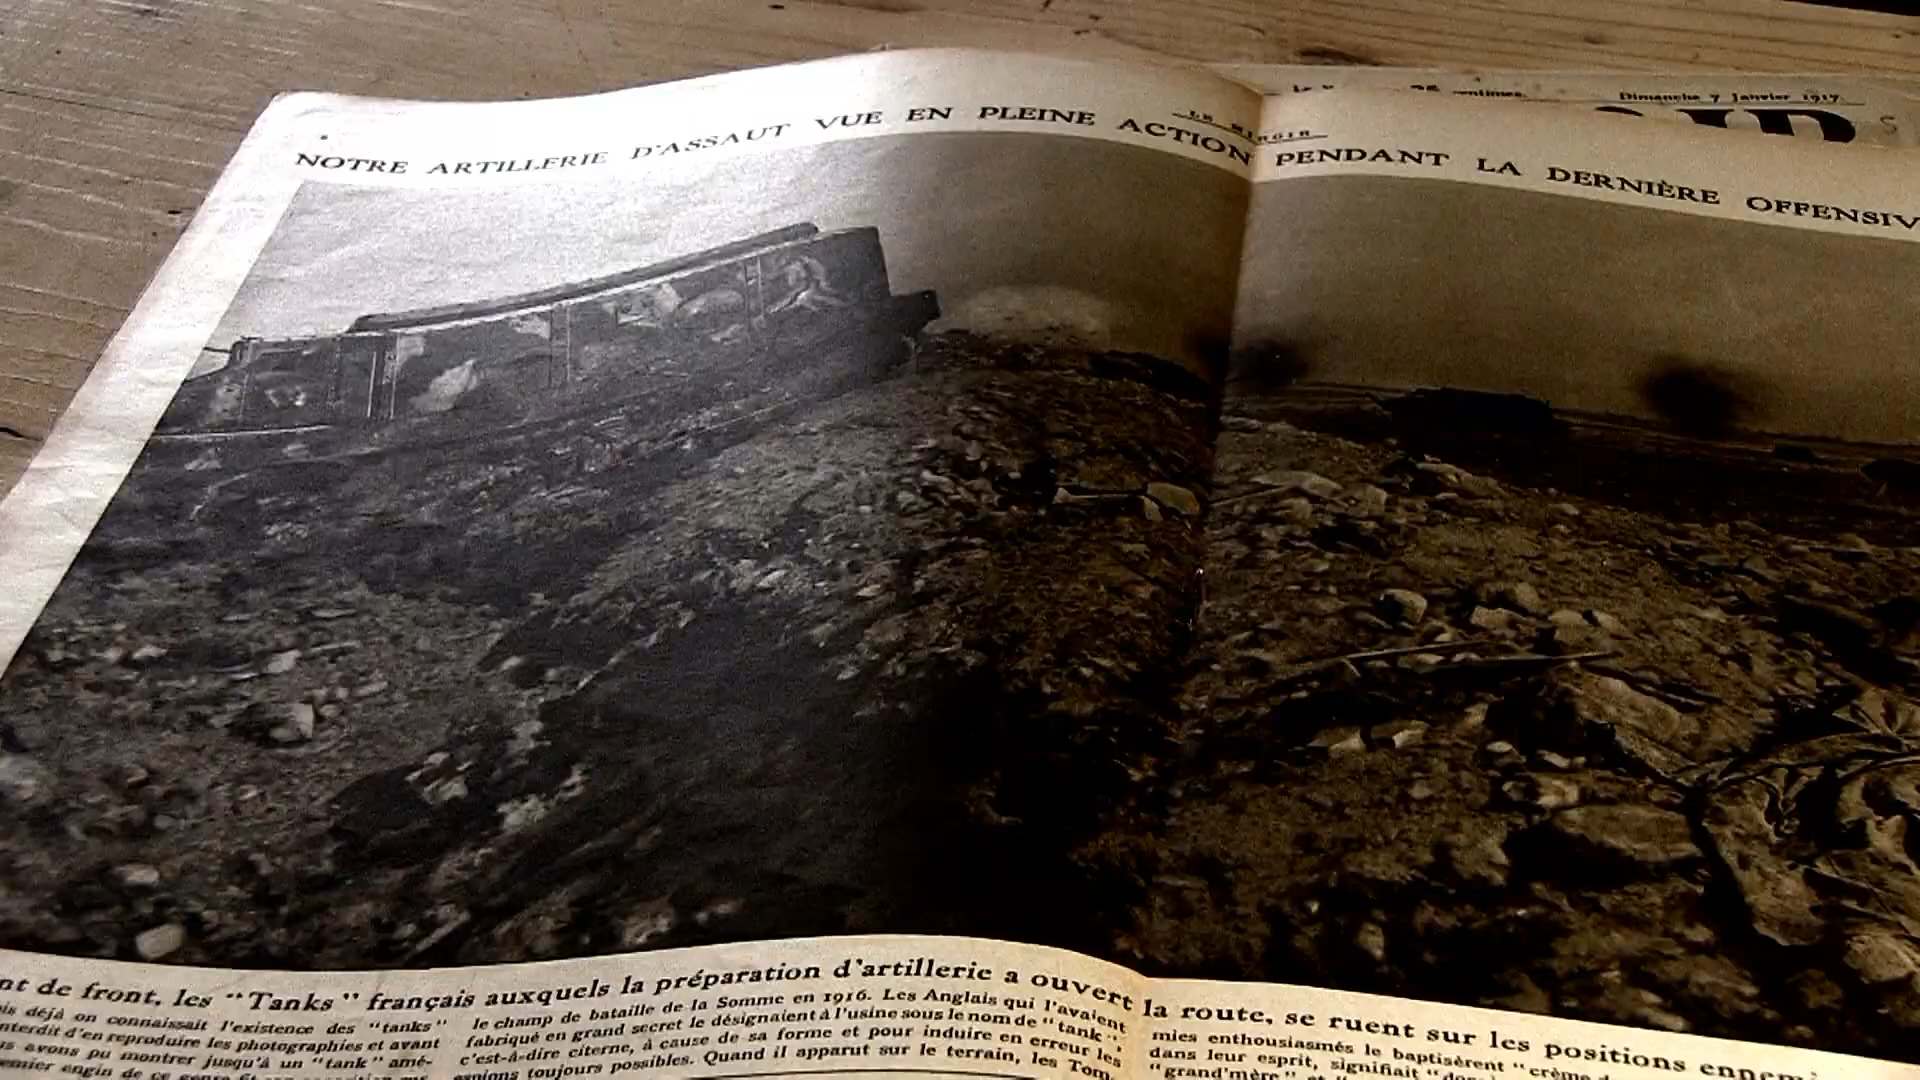 centimes.
Dimanche 7 Janvier 1917
LE MIROIR
NOTRE ARTILLERIE D'ASSAUT VUE EN PLEINE ACTION PENDANT LA DERNIÈRE OFFENSIV
nt de front, les "Tanks" français auxquels la préparation d'artillerie a ouvert la route, se ruent sur les positions ennem
is déjà on connaissait l'existence des "tanks"
nterdit d'en reproduire les photographies et avant
s avons pu montrer jusqu'à un "tank" amé-
emier engin de ce genre
le champ de bataille de la Somme en 1916. Les Anglais qui l'avaient
fabriqué en grand secret le désignaient à l'usine sous le nom de "tank",
c'est-à-dire citerne, à cause de sa forme et pour induire en erreur les
espions toujours possibles. Quand il apparut sur le terrain, les Tom-
mies enthousiasmés le baptisèrent "crème d
dans leur esprit, signifiait
"grand'mère"